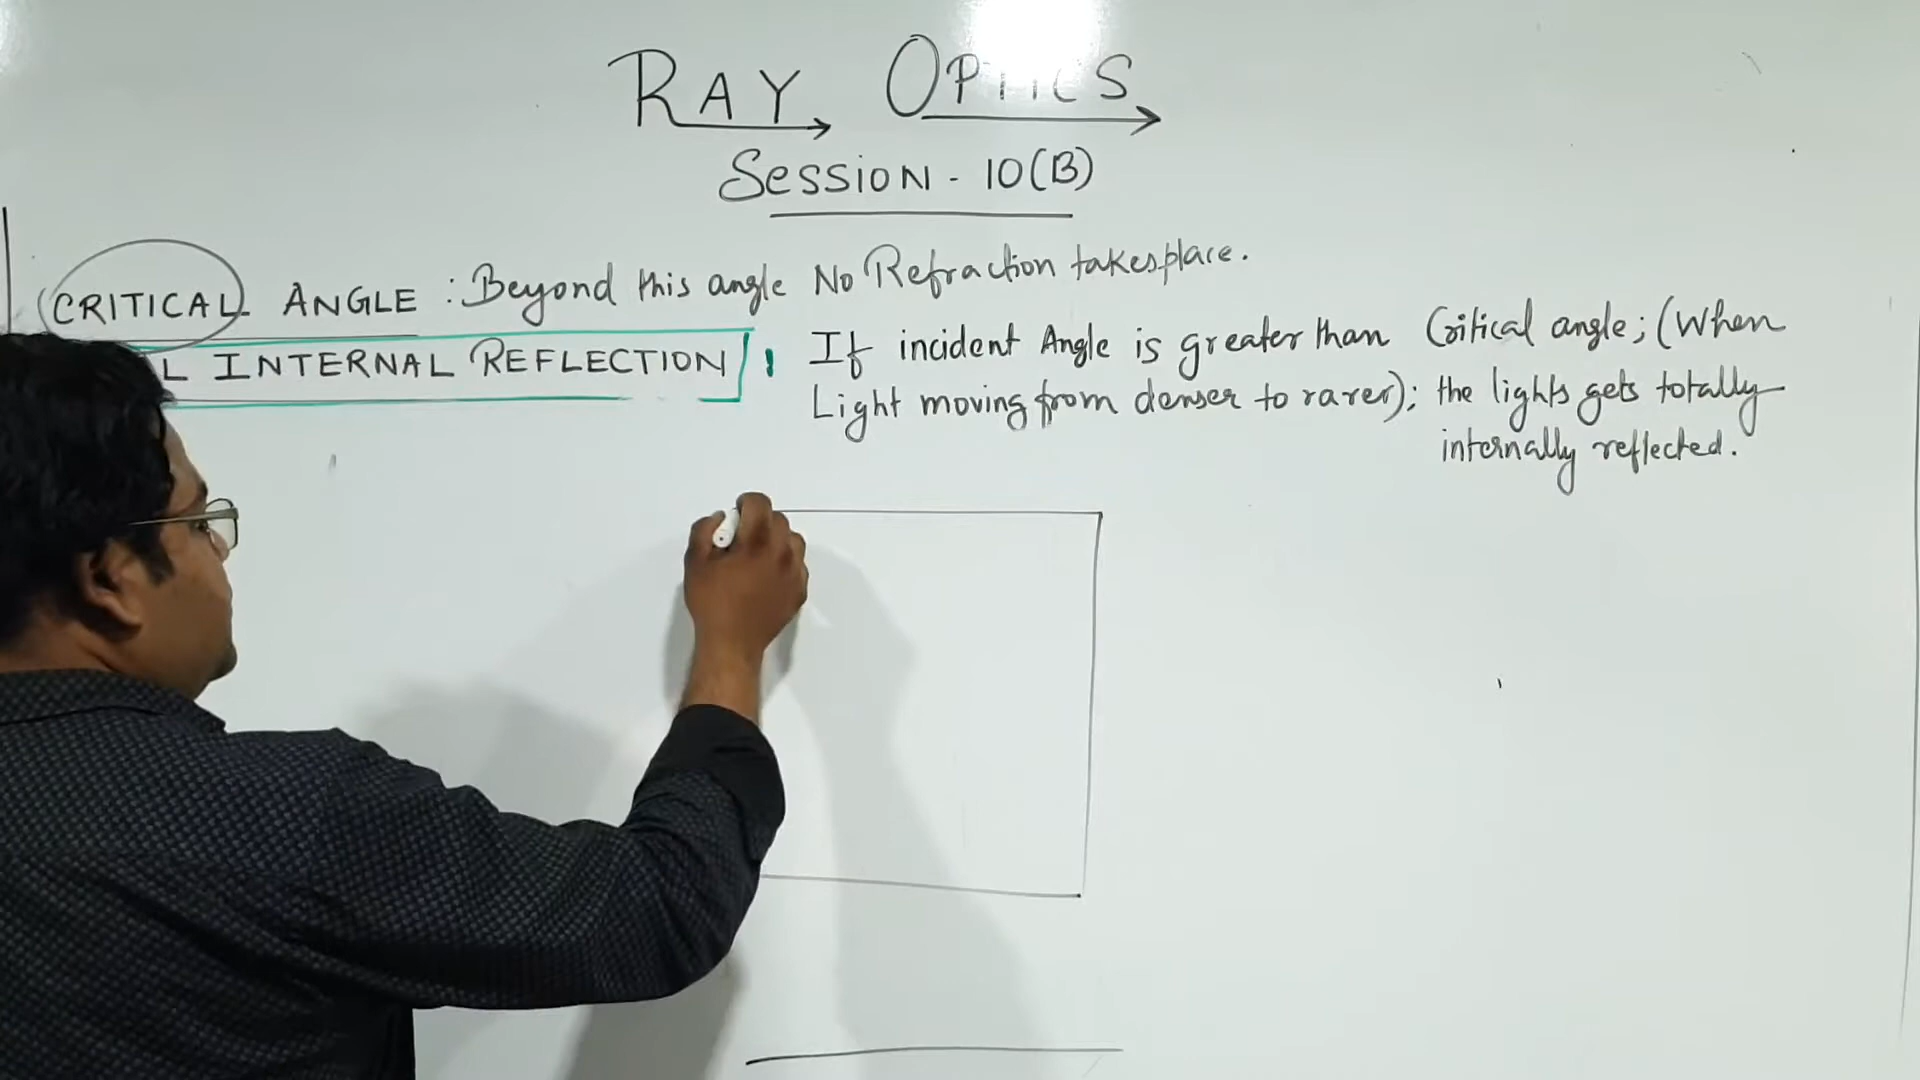 RAY OPTICS
SESSION - 10(B)
CRITICAL ANGLE : Beyond this angle No Refraction takesplace.
L INTERNAL REFLECTION : If incident Angle is greater than Critical angle; (When
Light moving from denser to rarer); the lights gets totally
internally reflected.